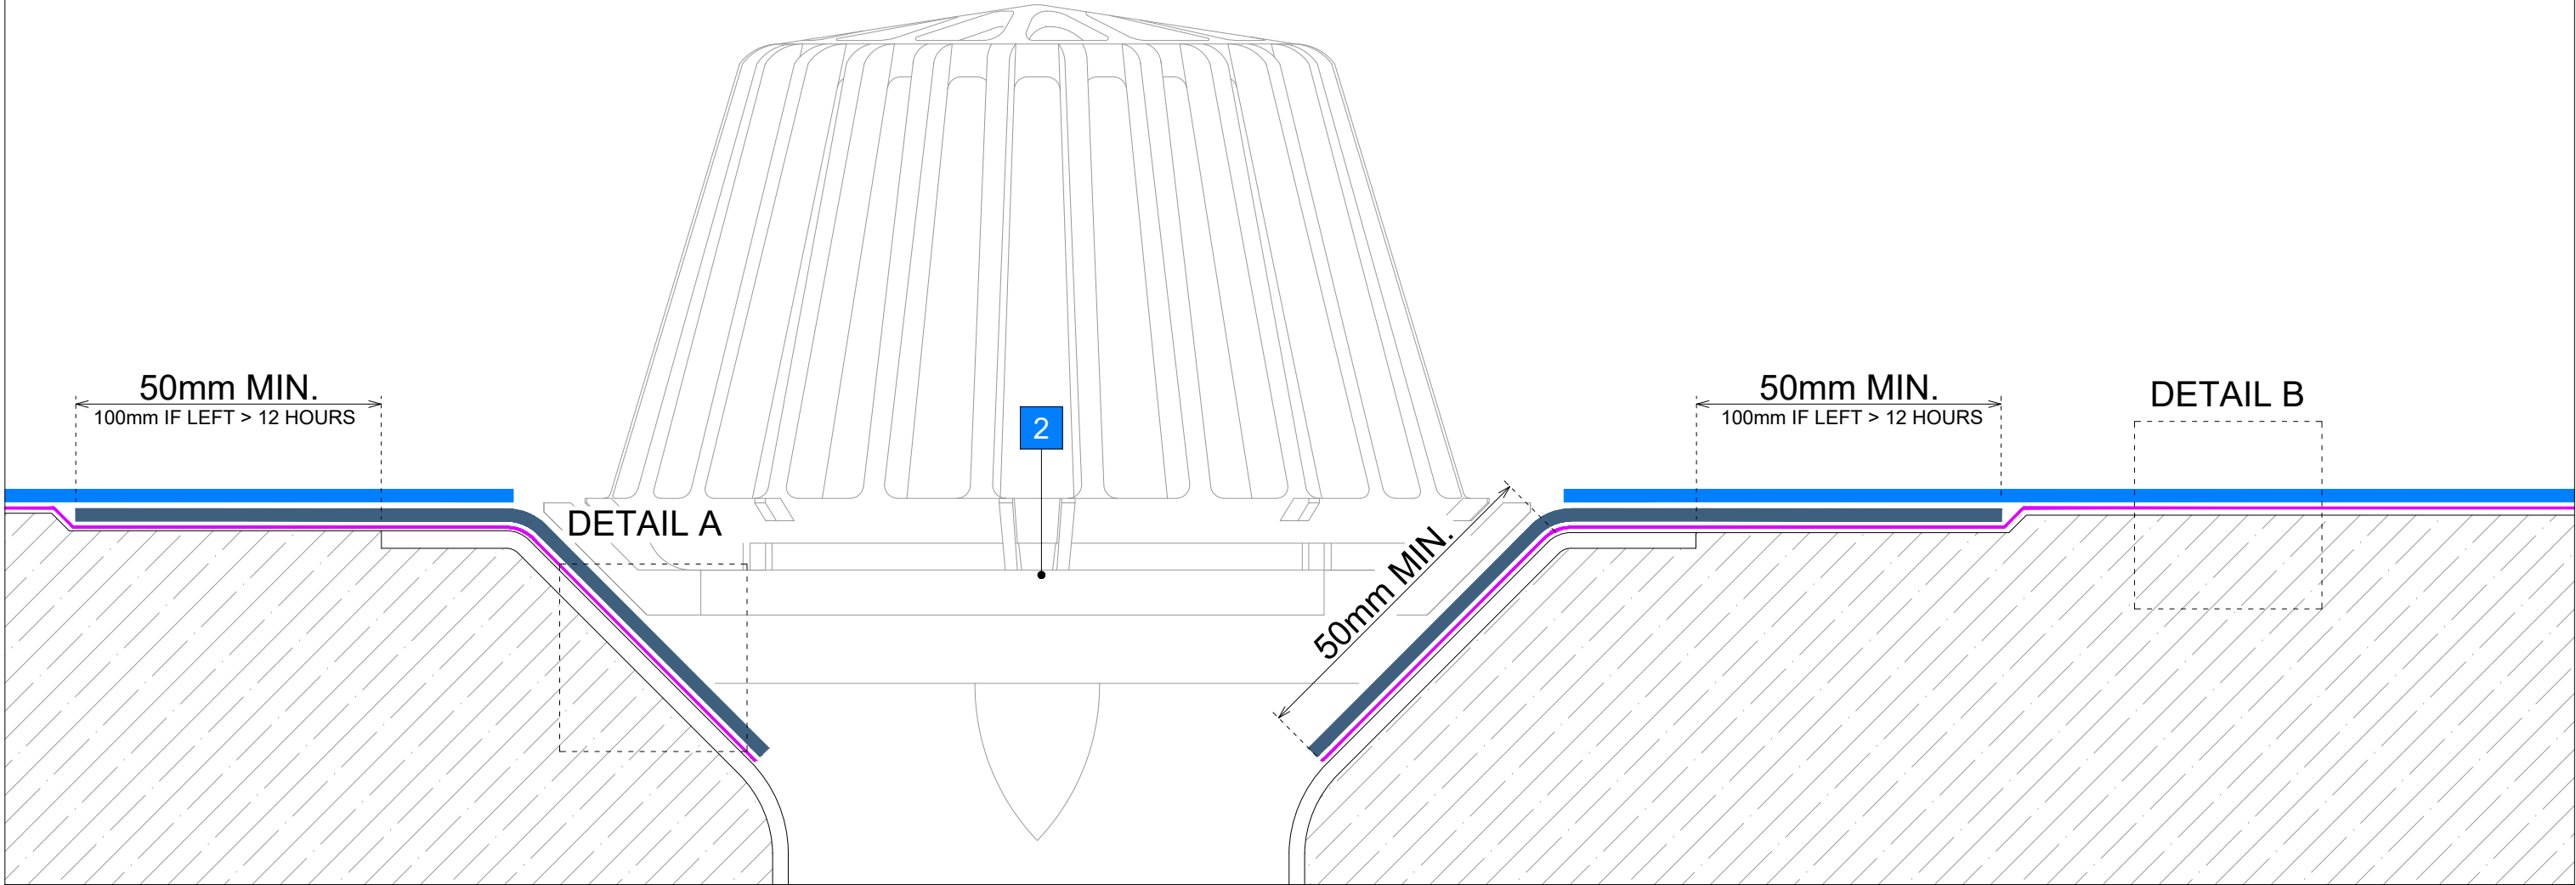 50mm MIN.
100mm IF LEFT > 12 HOURS
2
50mm MIN.
100mm IF LEFT > 12 HOURS
DETAIL B
DETAIL A
50mm MIN.